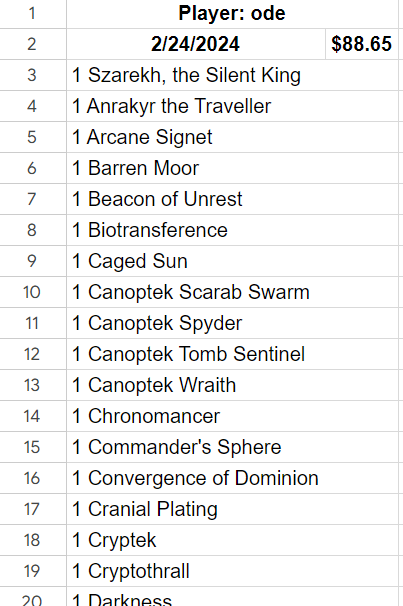 1 Player: ode
2 2/24/2024 $88.65
3 1 Szarekh, the Silent King
4 1 Anrakyr the Traveller
5 1 Arcane Signet
6 1 Barren Moor
7 1 Beacon of Unrest
8 1 Biotransference
9 1 Caged Sun
10 1 Canoptek Scarab Swarm
11 1 Canoptek Spyder
12 1 Canoptek Tomb Sentinel
13 1 Canoptek Wraith
14 1 Chronomancer
15 1 Commander's Sphere
16 1 Convergence of Dominion
17 1 Cranial Plating
18 1 Cryptek
19 1 Cryptothrall
20 1 Darkness